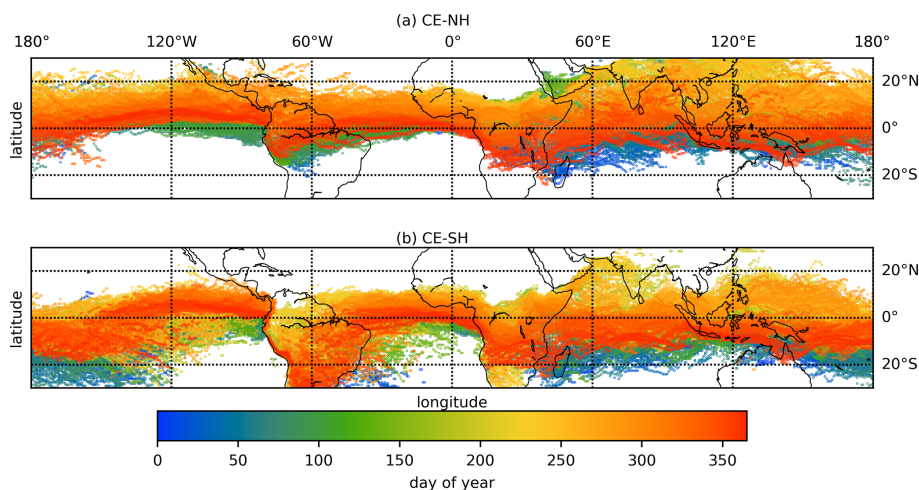 (a) CE-NH
180° 120°W 60°W 0° 60°E 120°E 180°
20°N
0°
20°S
latitude
(b) CE-SH
20°N
0°
20°S
latitude
longitude
0 50 100 150 200 250 300 350
day of year